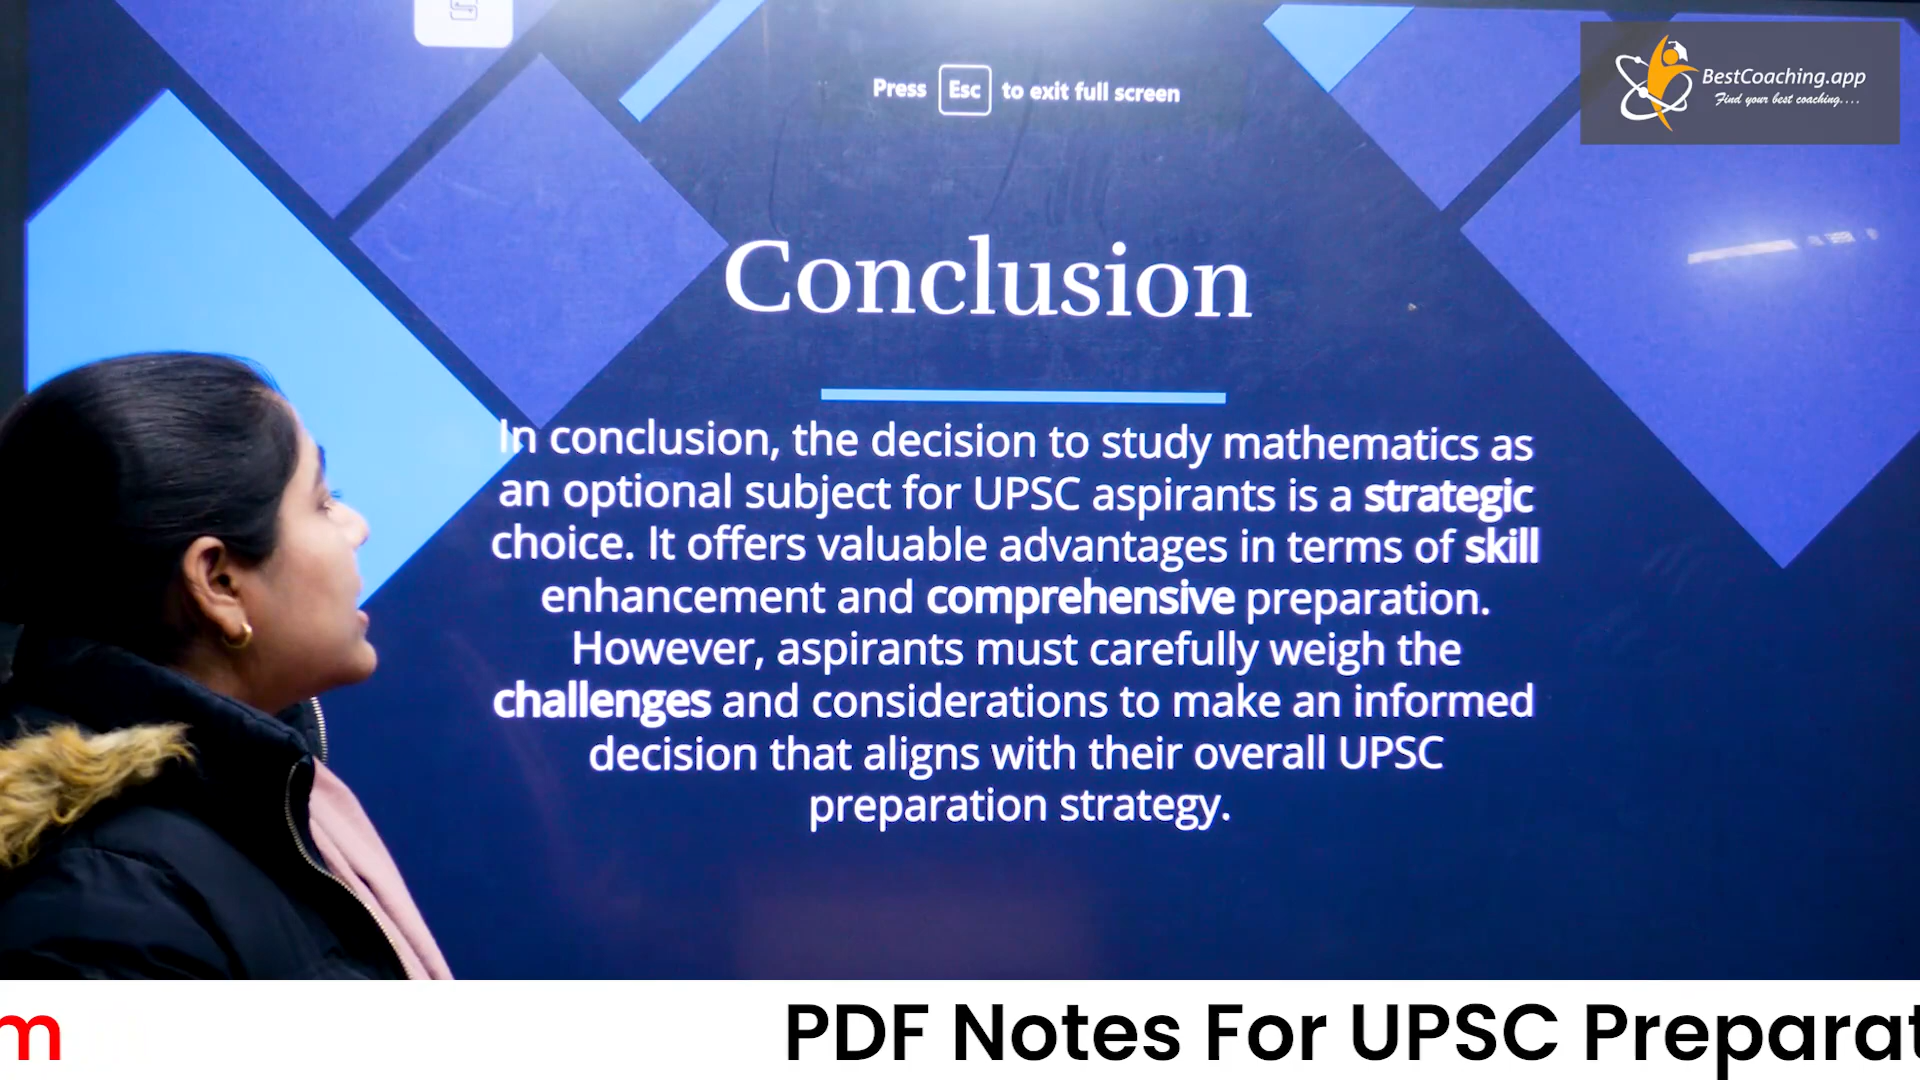 Press Esc to exit full screen
BestCoaching.app
Find your best coaching....
Conclusion
In conclusion, the decision to study mathematics as
an optional subject for UPSC aspirants is a strategic
choice. It offers valuable advantages in terms of skill
enhancement and comprehensive preparation.
However, aspirants must carefully weigh the
challenges and considerations to make an informed
decision that aligns with their overall UPSC
preparation strategy.
m PDF Notes For UPSC Preparat